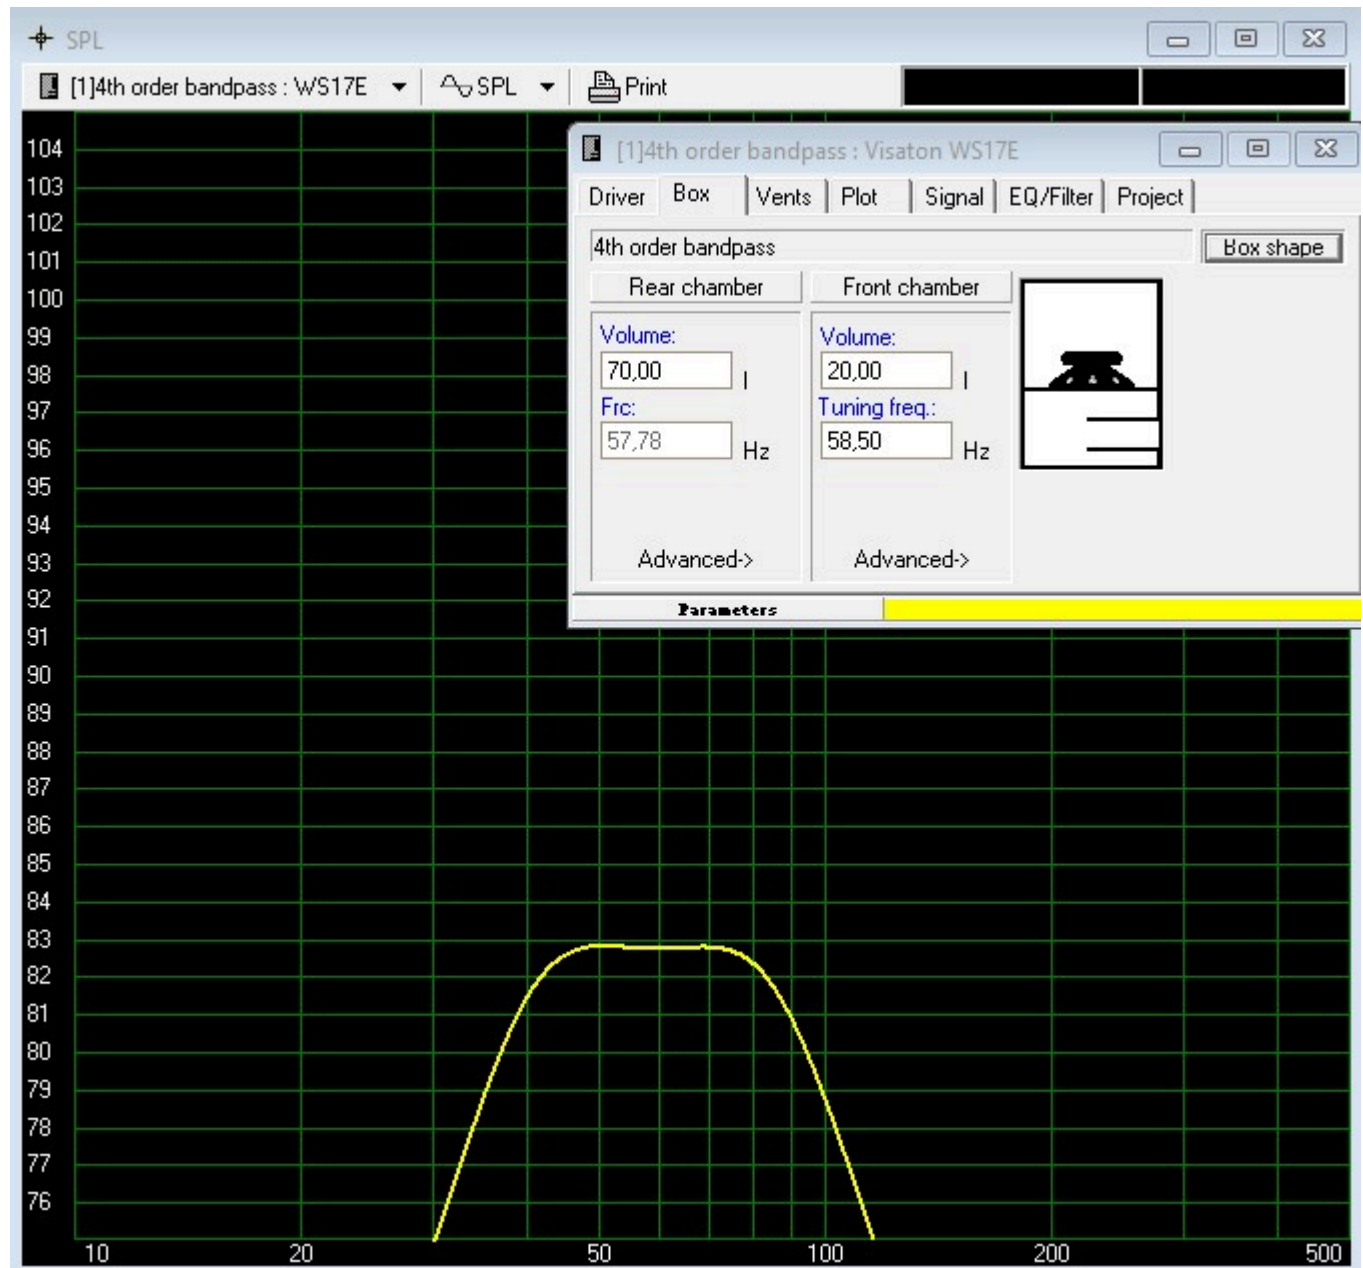 SPL
[1]4th order bandpass : WS17E SPL Print
[1]4th order bandpass : Visaton WS17E
Driver Box Vents Plot Signal EQ/Filter Project
4th order bandpass Box shape
Rear chamber Front chamber
Volume: Volume:
70,00 l 20,00 l
Frc: Tuning freq.:
57,78 Hz 58,50 Hz
Advanced-> Advanced->
Parameters
104
103
102
101
100
99
98
97
96
95
94
93
92
91
90
89
88
87
86
85
84
83
82
81
80
79
78
77
76
10 20 50 100 200 500